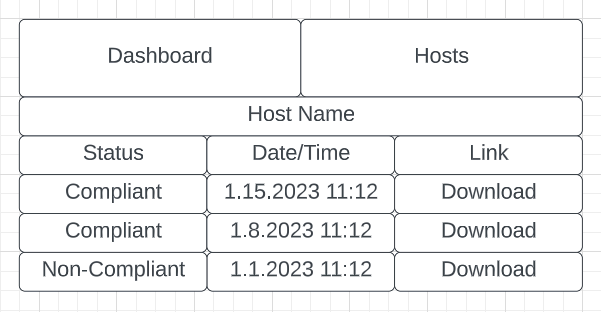 Dashboard Hosts
Host Name
Status Date/Time Link
Compliant 1.15.2023 11:12 Download
Compliant 1.8.2023 11:12 Download
Non-Compliant 1.1.2023 11:12 Download